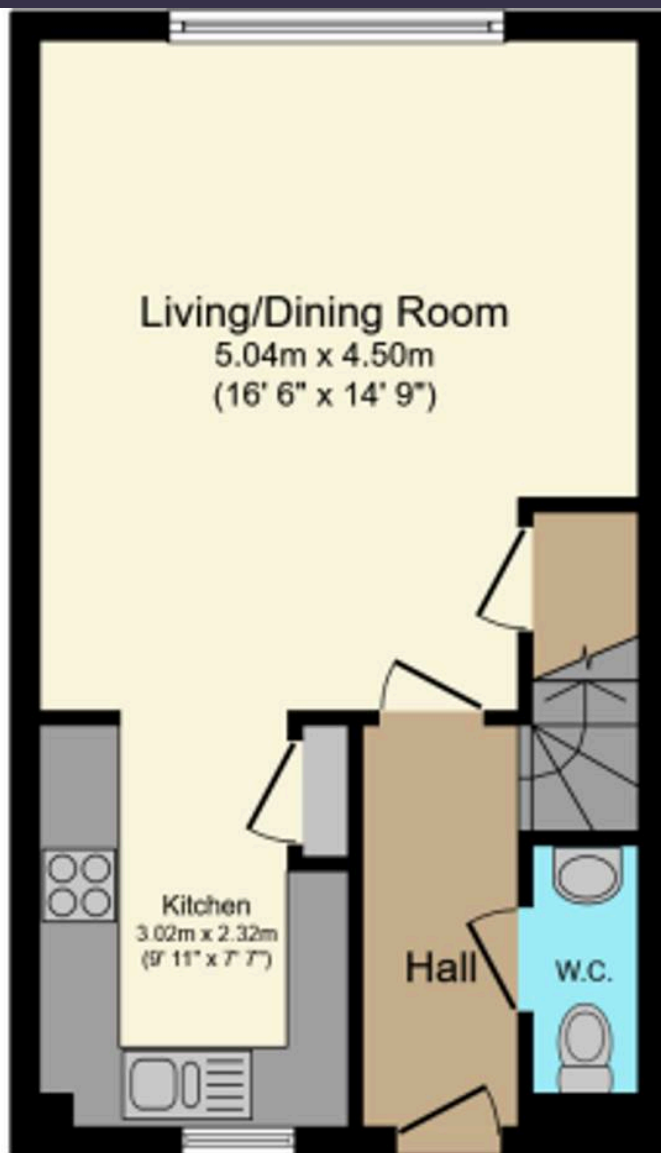 Living/Dining Room
5.04m x 4.50m
(16' 6" x 14' 9")
Kitchen
3.02m x 2.32m
(9' 11" x 7' 7")
Hall
W.C.